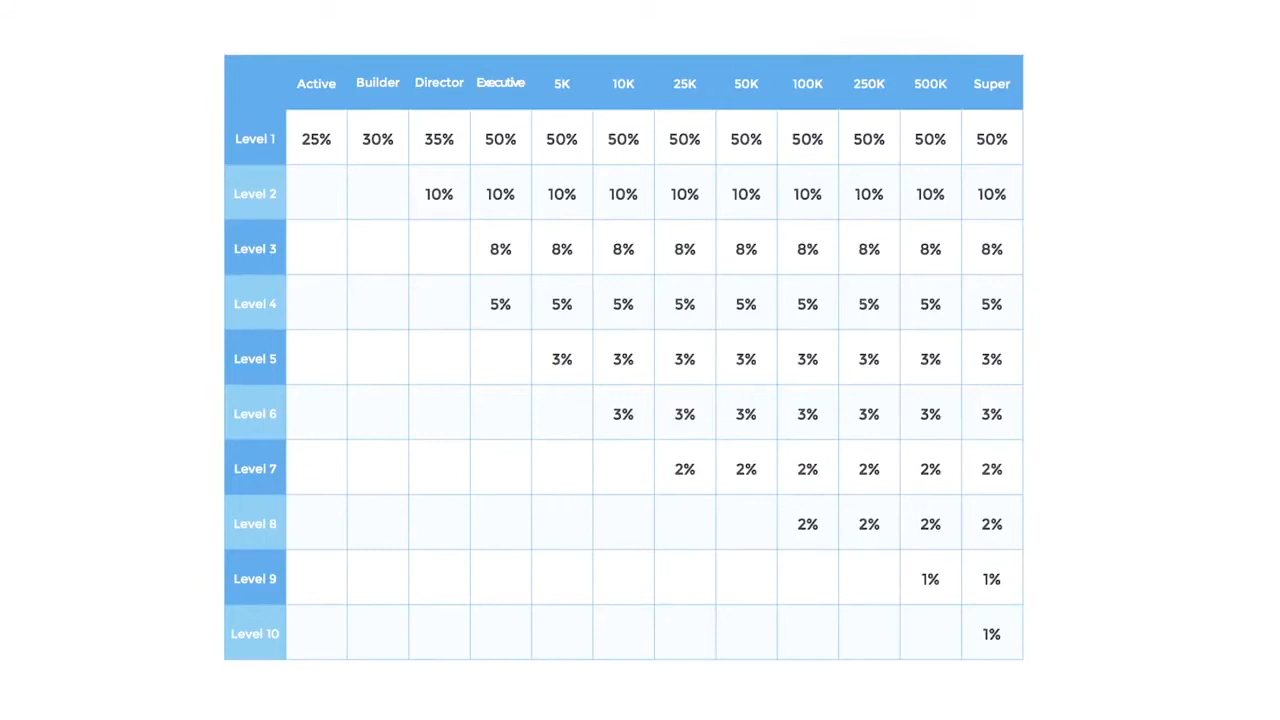 Active Builder Director Executive 5K 10K 25K 50K 100K 250K 500K Super
Level 1 25% 30% 35% 50% 50% 50% 50% 50% 50% 50% 50% 50%
Level 2 10% 10% 10% 10% 10% 10% 10% 10% 10% 10%
Level 3 8% 8% 8% 8% 8% 8% 8% 8% 8%
Level 4 5% 5% 5% 5% 5% 5% 5% 5% 5%
Level 5 3% 3% 3% 3% 3% 3% 3% 3%
Level 6 3% 3% 3% 3% 3% 3% 3%
Level 7 2% 2% 2% 2% 2% 2%
Level 8 2% 2% 2% 2%
Level 9 1% 1%
Level 10 1%